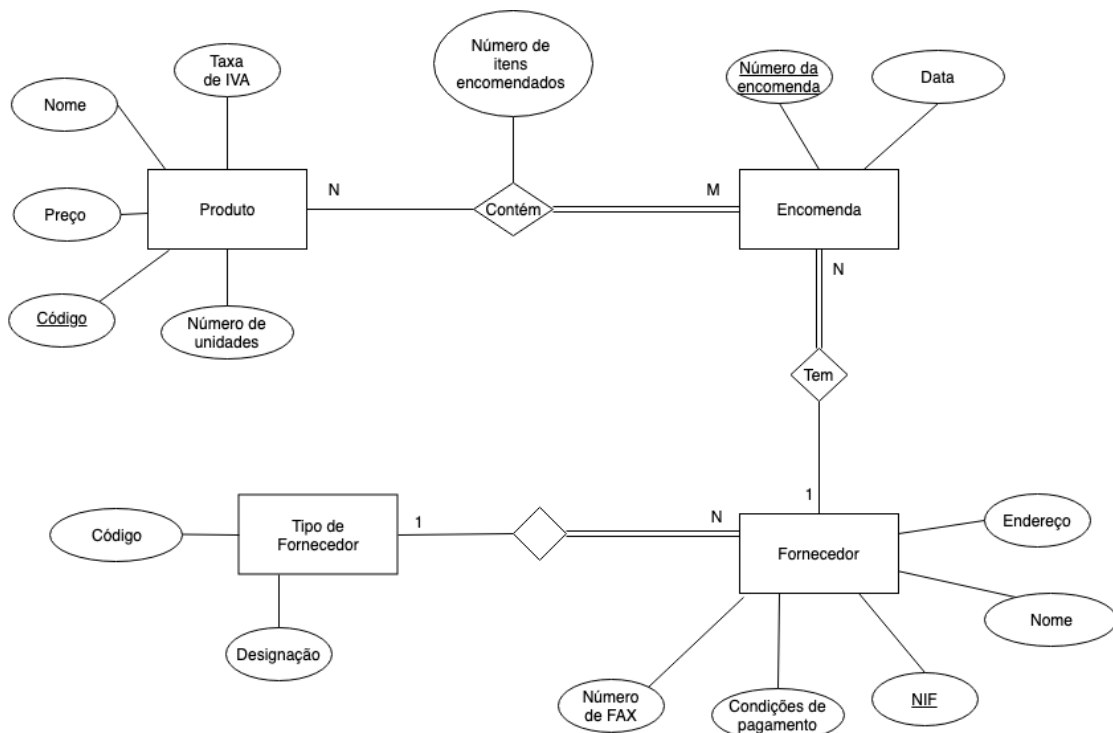 Número de
itens
encomendados
Taxa
de IVA
Número da
encomenda
Data
Nome
N
M
Preço
Produto
Contém
Encomenda
N
Código
Número de
unidades
Tem
1
1
N
Endereço
Código
Tipo de
Fornecedor
Fornecedor
Nome
Designação
Número
de FAX
Condições de
pagamento
NIF